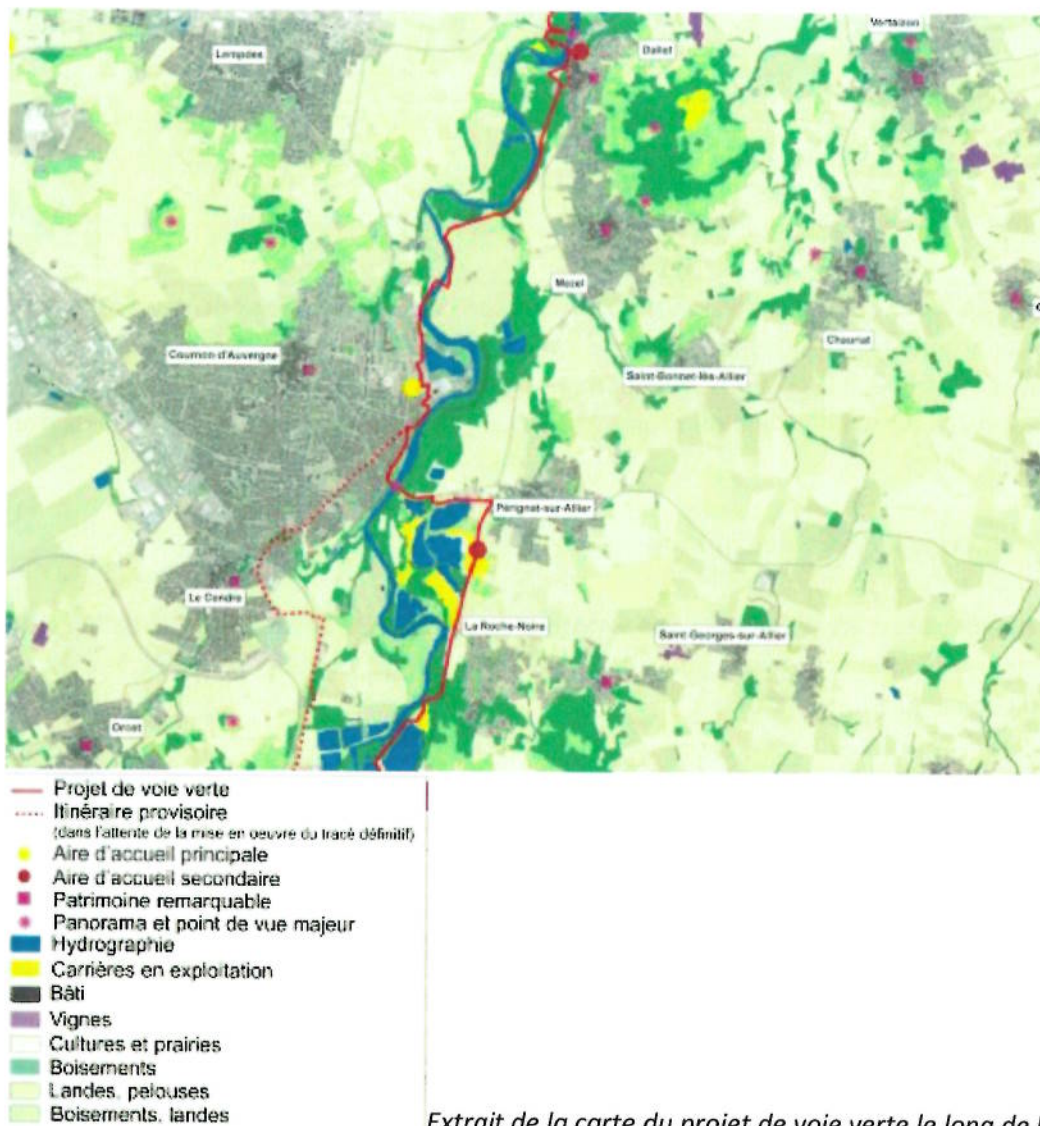 Lempdes
Dallet
Vertaizon
Mezel
Cournon-d'Auvergne
Chauriat
Saint-Bonnet-lès-Allier
Pérignat-sur-Allier
Le Cendre
La Roche-Noire
Saint-Georges-sur-Allier
Orcet
Projet de voie verte
Itinéraire provisoire
(dans l'attente de la mise en oeuvre du tracé définitif)
Aire d'accueil principale
Aire d'accueil secondaire
Patrimoine remarquable
Panorama et point de vue majeur
Hydrographie
Carrières en exploitation
Bâti
Vignes
Cultures et prairies
Boisements
Landes, pelouses
Boisements, landes
Extrait de la carte du projet de voie verte le long de